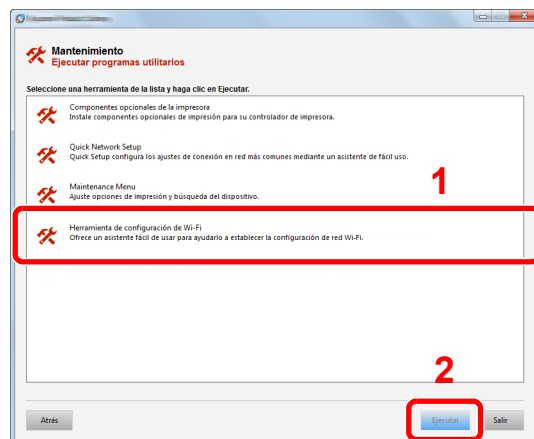 Mantenimiento
Ejecutar programas utilitarios
Seleccione una herramienta de la lista y haga clic en Ejecutar.
Componentes opcionales de la impresora
Instale componentes opcionales de impresión para su controlador de impresora.
Quick Network Setup
Quick Setup configura los ajustes de conexión en red más comunes mediante un asistente de fácil uso.
Maintenance Menu
Ajuste opciones de impresión y búsqueda del dispositivo.
1
Herramienta de configuración de Wi-Fi
Ofrece un asistente fácil de usar para ayudarlo a establecer la configuración de red Wi-Fi.
2
Atrás
Ejecutar
Salir